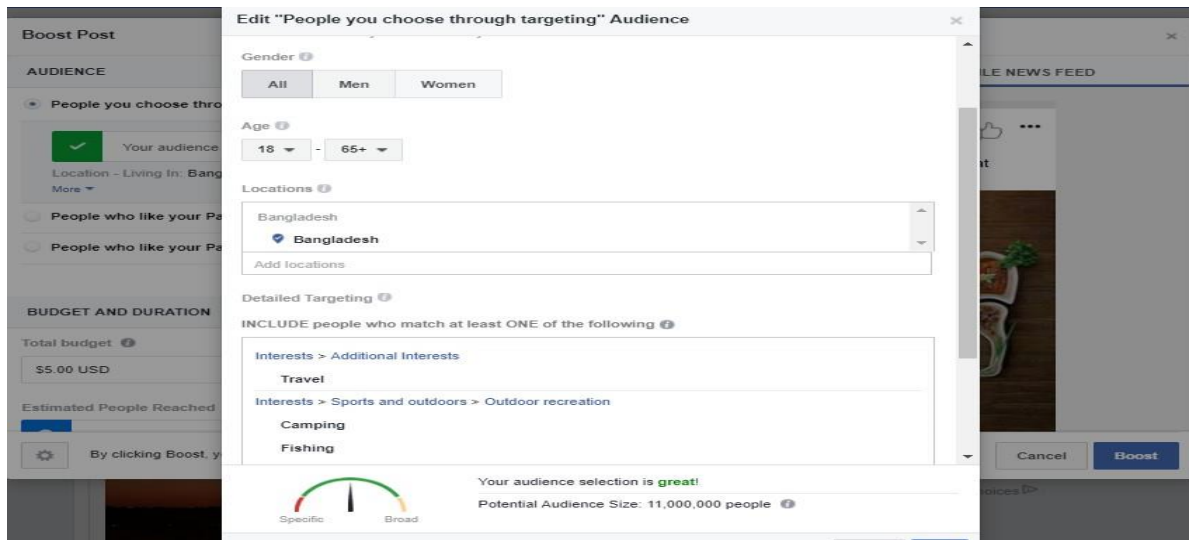 Edit "People you choose through targeting" Audience
Boost Post
AUDIENCE
People you choose thro
Your audience
Location - Living In: Bang
More
People who like your Pa
People who like your Pa
BUDGET AND DURATION
Total budget
$5.00 USD
Estimated People Reached
By clicking Boost, y
Gender
All Men Women
Age
18 - 65+
Locations
Bangladesh
Bangladesh
Add locations
Detailed Targeting
INCLUDE people who match at least ONE of the following
Interests > Additional Interests
Travel
Interests > Sports and outdoors > Outdoor recreation
Camping
Fishing
Specific Broad
Your audience selection is great!
Potential Audience Size: 11,000,000 people
LE NEWS FEED
at
Cancel Boost
hoices